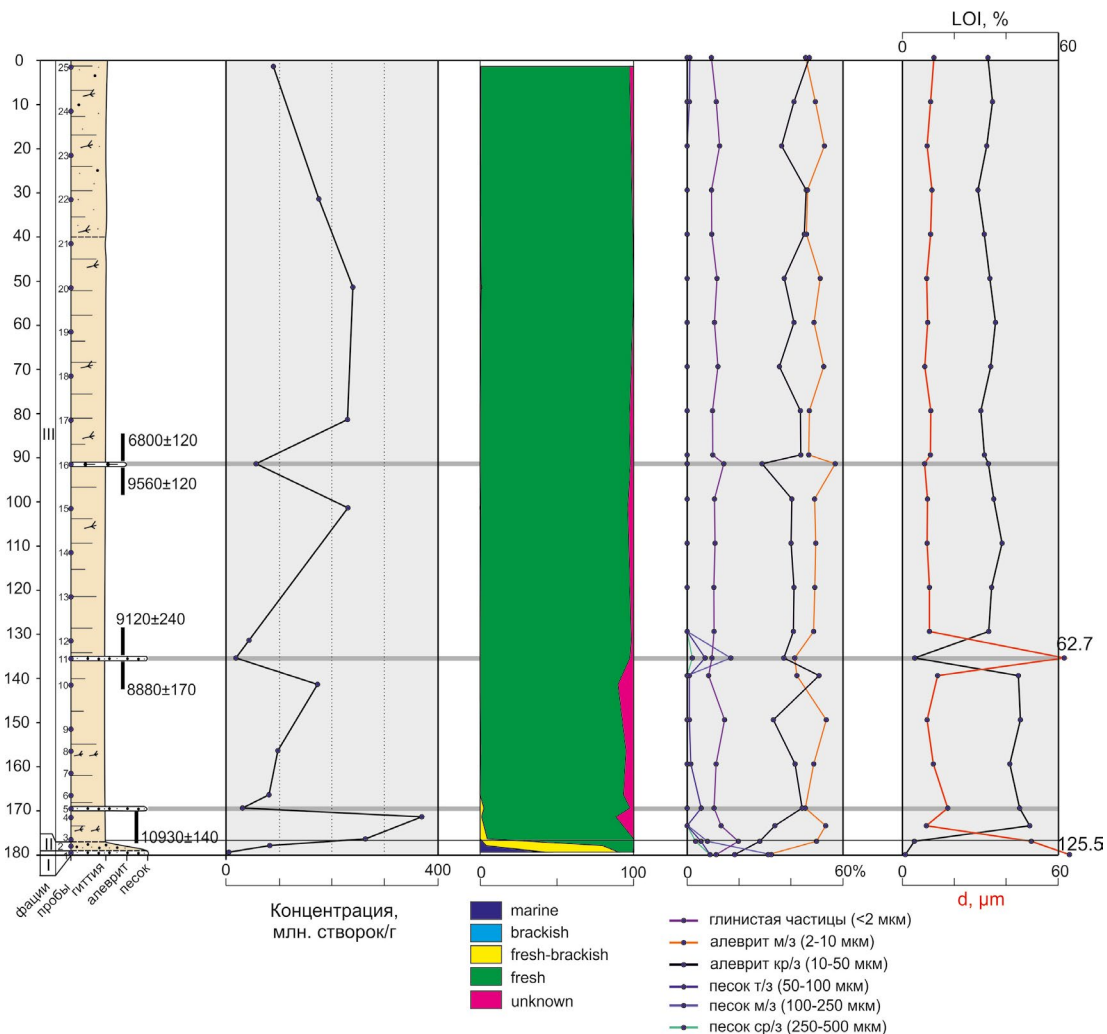 LOI, %
0 60
0
10
20
30
40
50
60
70
80
90
100
110
120
130
140
150
160
170
180
III
II
I
25
24
23
22
21
20
19
18
17
16
15
14
13
12
11
10
9
8
7
6
5
4
3
2
6800±120
9560±120
9120±240
8880±170
10930±140
62.7
125.5
фации
пробы
гиттия
алеврит
песок
0 400
0 100
0 60%
0 60
Концентрация,
млн. створок/г
d, µm
marine
brackish
fresh-brackish
fresh
unknown
глинистая частицы (<2 мкм)
алеврит м/з (2-10 мкм)
алеврит кр/з (10-50 мкм)
песок т/з (50-100 мкм)
песок м/з (100-250 мкм)
песок ср/з (250-500 мкм)